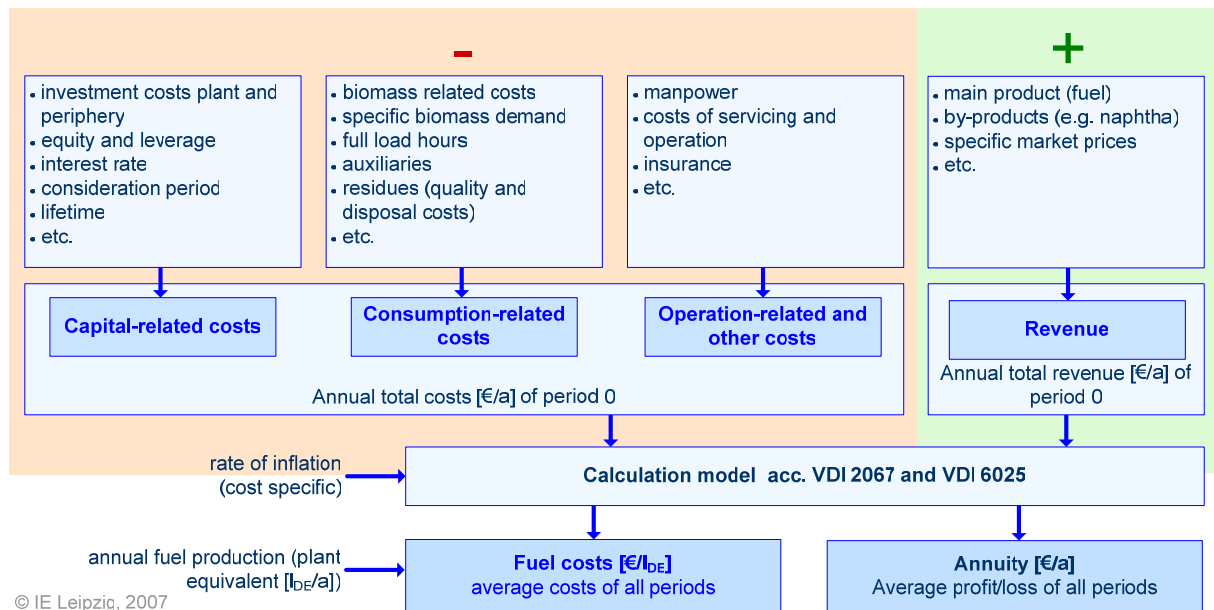 -
+
• investment costs plant and
periphery
• equity and leverage
• interest rate
• consideration period
• lifetime
• etc.
• biomass related costs
• specific biomass demand
• full load hours
• auxiliaries
• residues (quality and
disposal costs)
• etc.
• manpower
• costs of servicing and
operation
• insurance
• etc.
• main product (fuel)
• by-products (e.g. naphtha)
• specific market prices
• etc.
Capital-related costs
Consumption-related
costs
Operation-related and
other costs
Revenue
Annual total costs [€/a] of period 0
Annual total revenue [€/a] of
period 0
rate of inflation
(cost specific)
Calculation model acc. VDI 2067 and VDI 6025
annual fuel production (plant
equivalent [lDE/a])
Fuel costs [€/lDE]
average costs of all periods
Annuity [€/a]
Average profit/loss of all periods
© IE Leipzig, 2007